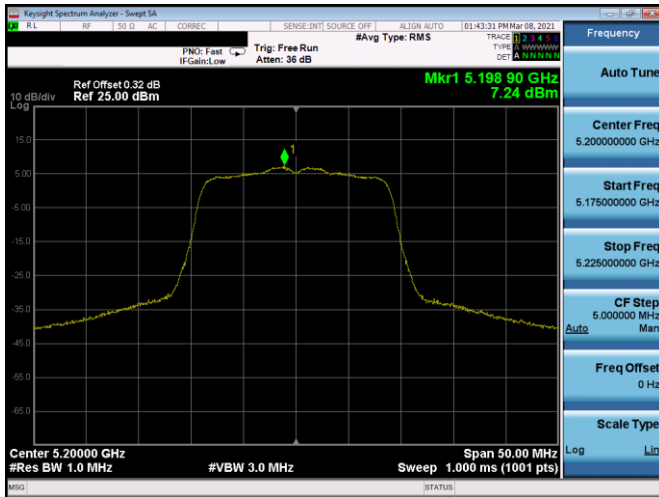 Keysight Spectrum Analyzer - Swept SA
RL RF 50 Ω AC CORREC SENSE:INT SOURCE OFF ALIGN AUTO 01:43:31 PM Mar 08, 2021
#Avg Type: RMS
TRACE 1 2 3 4 5 6
TYPE A WWWWW
DET A N N N N N
PNO: Fast
IFGain:Low
Trig: Free Run
Atten: 36 dB
Mkr1 5.198 90 GHz
7.24 dBm
Ref Offset 0.32 dB
Ref 25.00 dBm
10 dB/div
Log
1
15.0
5.00
-5.00
-15.0
-25.0
-35.0
-45.0
-55.0
-65.0
Center 5.20000 GHz
#Res BW 1.0 MHz
#VBW 3.0 MHz
Span 50.00 MHz
Sweep 1.000 ms (1001 pts)
MSG
STATUS
Frequency
Auto Tune
Center Freq
5.200000000 GHz
Start Freq
5.175000000 GHz
Stop Freq
5.225000000 GHz
CF Step
5.000000 MHz
Auto Man
Freq Offset
0 Hz
Scale Type
Log Lin